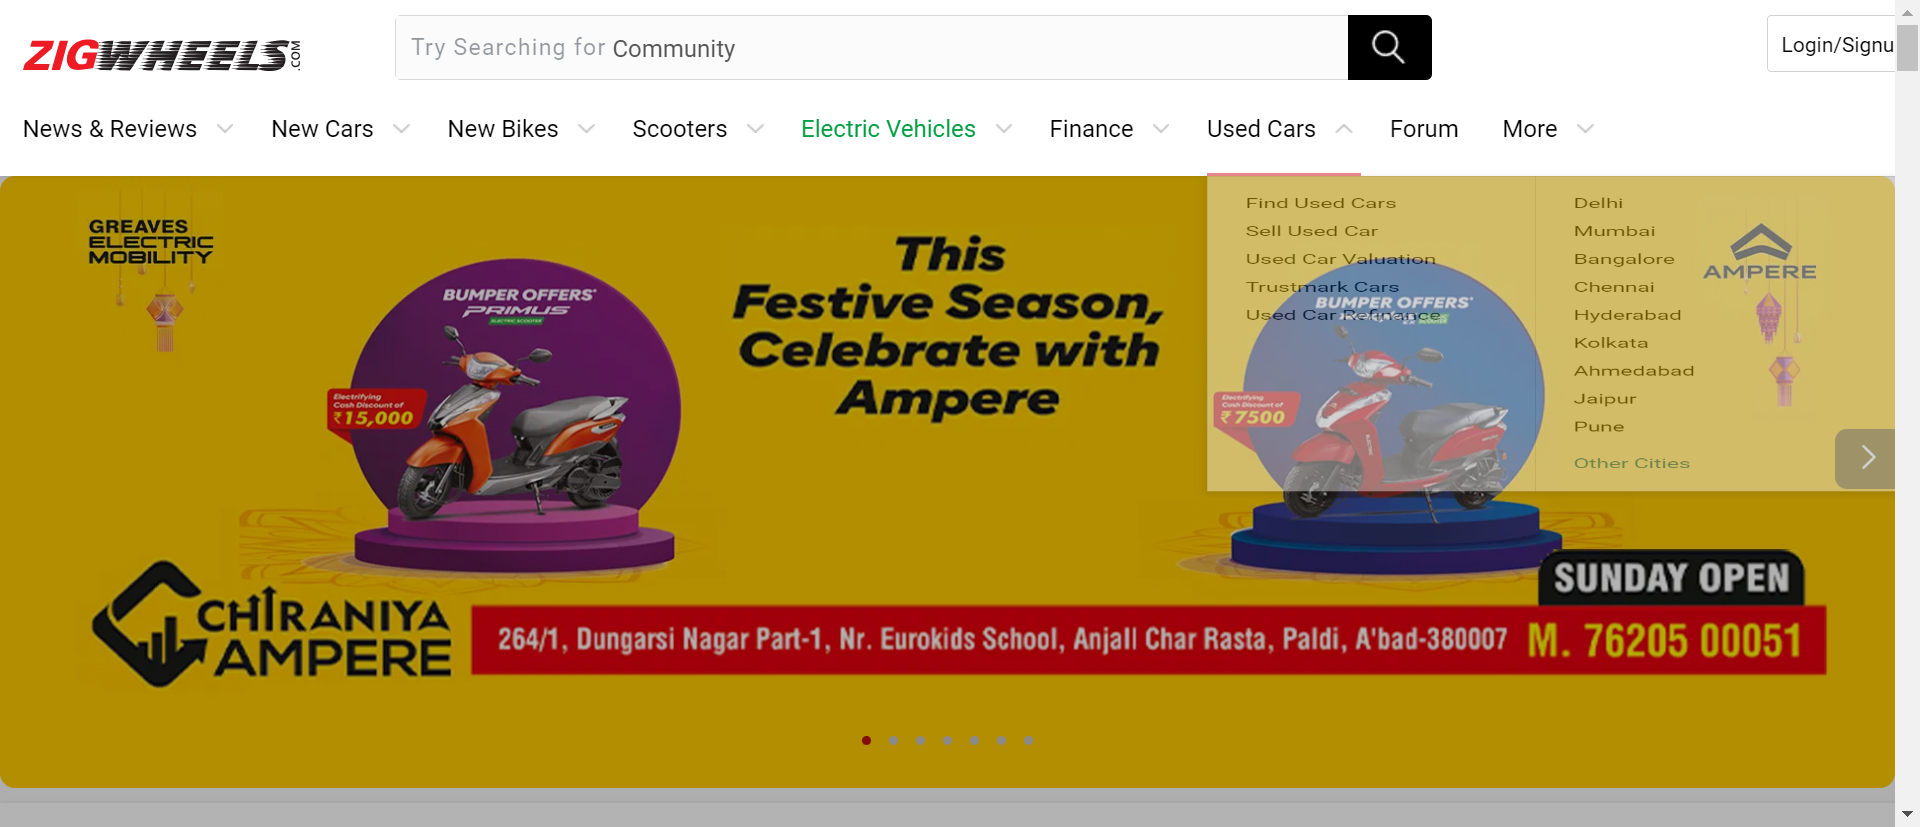 ZIGWHEELS.COM
Try Searching for Community
Login/Signu
News & Reviews
New Cars
New Bikes
Scooters
Electric Vehicles
Finance
Used Cars
Forum
More
Find Used Cars
Sell Used Car
Used Car Valuation
Trustmark Cars
Used Car Refinance
Delhi
Mumbai
Bangalore
Chennai
Hyderabad
Kolkata
Ahmedabad
Jaipur
Pune
Other Cities
GREAVES
ELECTRIC
MOBILITY
BUMPER OFFERS*
PRIMUS
ELECTRIC SCOOTER
Electrifying
Cash Discount of
₹15,000
This
Festive Season,
Celebrate with
Ampere
BUMPER OFFERS*
Electrifying
Cash Discount of
₹7500
AMPERE
CHIRANIYA
AMPERE
SUNDAY OPEN
264/1, Dungarsi Nagar Part-1, Nr. Eurokids School, Anjall Char Rasta, Paldi, A'bad-380007 M. 76205 00051